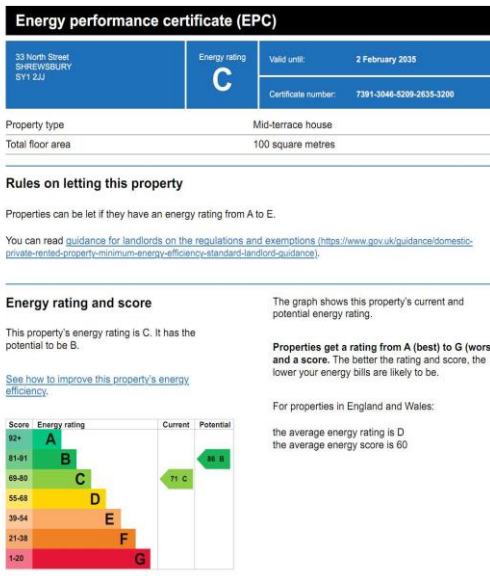 Energy performance certificate (EPC)
33 North Street
SHREWSBURY
SY1 2JJ
Energy rating
C
Valid until: 2 February 2035
Certificate number: 7391-3046-5209-2635-3200
Property type Mid-terrace house
Total floor area 100 square metres
Rules on letting this property
Properties can be let if they have an energy rating from A to E.
You can read guidance for landlords on the regulations and exemptions (https://www.gov.uk/guidance/domestic-
private-rented-property-minimum-energy-efficiency-standard-landlord-guidance).
Energy rating and score
This property's energy rating is C. It has the
potential to be B.
See how to improve this property's energy
efficiency.
Score Energy rating Current Potential
92+ A
81-91 B 86 B
69-80 C 71 C
55-68 D
39-54 E
21-38 F
1-20 G
The graph shows this property's current and
potential energy rating.
Properties get a rating from A (best) to G (wors
and a score. The better the rating and score, the
lower your energy bills are likely to be.
For properties in England and Wales:
the average energy rating is D
the average energy score is 60